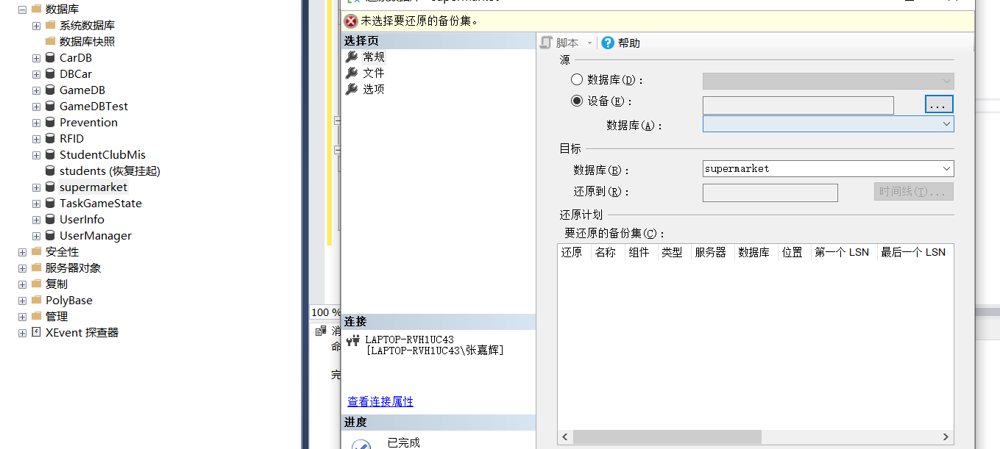 数据库
系统数据库
数据库快照
CarDB
DBCar
GameDB
GameDBTest
Prevention
RFID
StudentClubMis
students (恢复挂起)
supermarket
TaskGameState
UserInfo
UserManager
安全性
服务器对象
复制
PolyBase
管理
XEvent 探查器
100 %
消
命
完
未选择要还原的备份集。
选择页
常规
文件
选项
连接
LAPTOP-RVH1UC43
[LAPTOP-RVH1UC43\张嘉辉]
查看连接属性
进度
已完成
脚本
帮助
源
数据库(D)：
设备(E)：
...
数据库(A)：
目标
数据库(B)： supermarket
还原到(R)： 时间线(T)...
还原计划
要还原的备份集(C)：
还原 名称 组件 类型 服务器 数据库 位置 第一个 LSN 最后一个 LSN